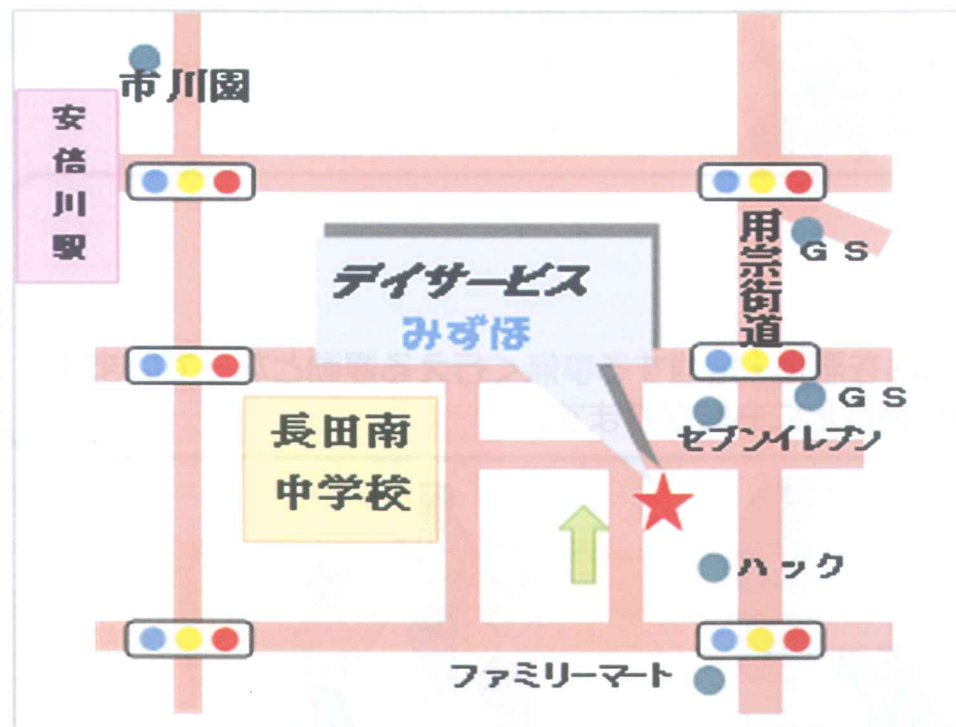 市川園
安倍川駅
用宗街道
GS
デイサービス
みずほ
GS
セブンイレブン
長田南
中学校
ハック
ファミリーマート